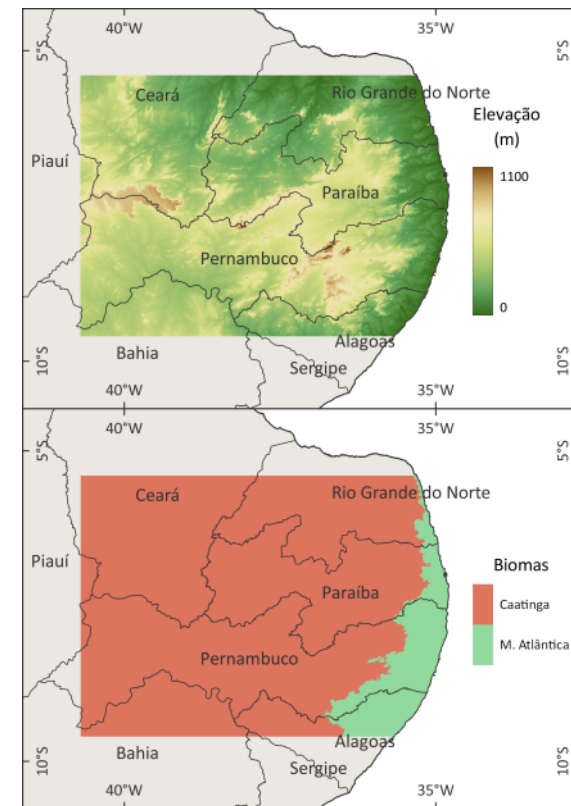 40°W
35°W
5°S
5°S
Ceará
Rio Grande do Norte
Elevação
(m)
Piauí
1100
Paraíba
Pernambuco
0
Alagoas
Bahia
Sergipe
10°S
10°S
40°W
35°W
40°W
35°W
5°S
5°S
Ceará
Rio Grande do Norte
Piauí
Biomas
Paraíba
Caatinga
M. Atlântica
Pernambuco
Alagoas
Bahia
Sergipe
10°S
10°S
40°W
35°W